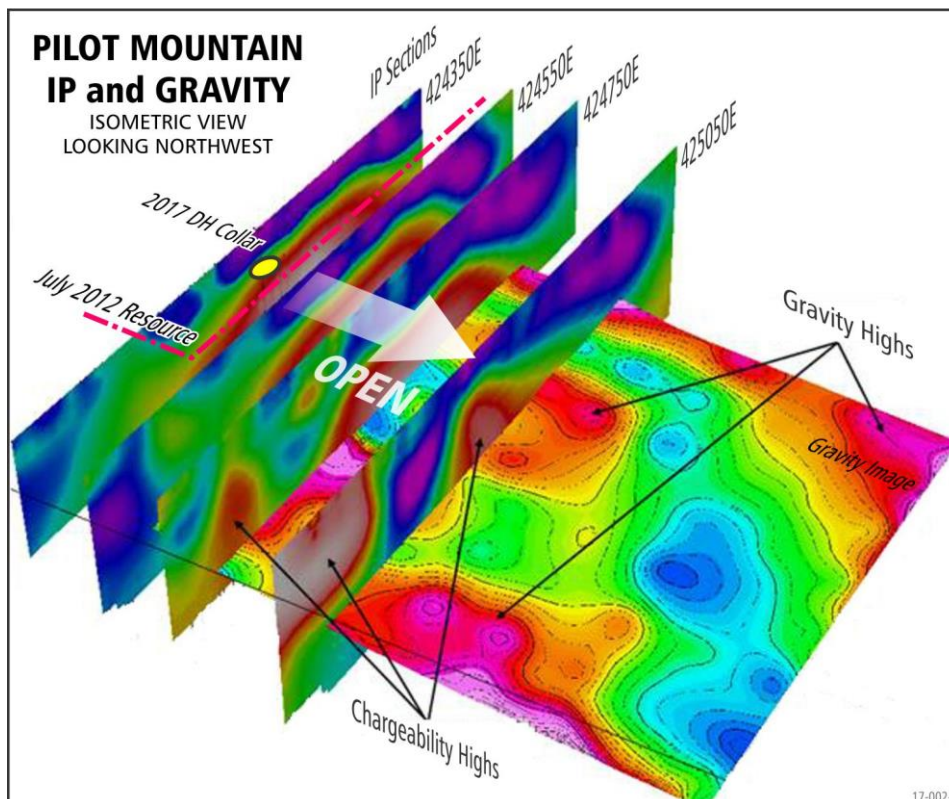 PILOT MOUNTAIN
IP and GRAVITY
ISOMETRIC VIEW
LOOKING NORTHWEST
IP Sections
424350E
424550E
424750E
425050E
2017 DH Collar
July 2012 Resource
OPEN
Gravity Highs
Gravity Image
Chargeability Highs
17-002